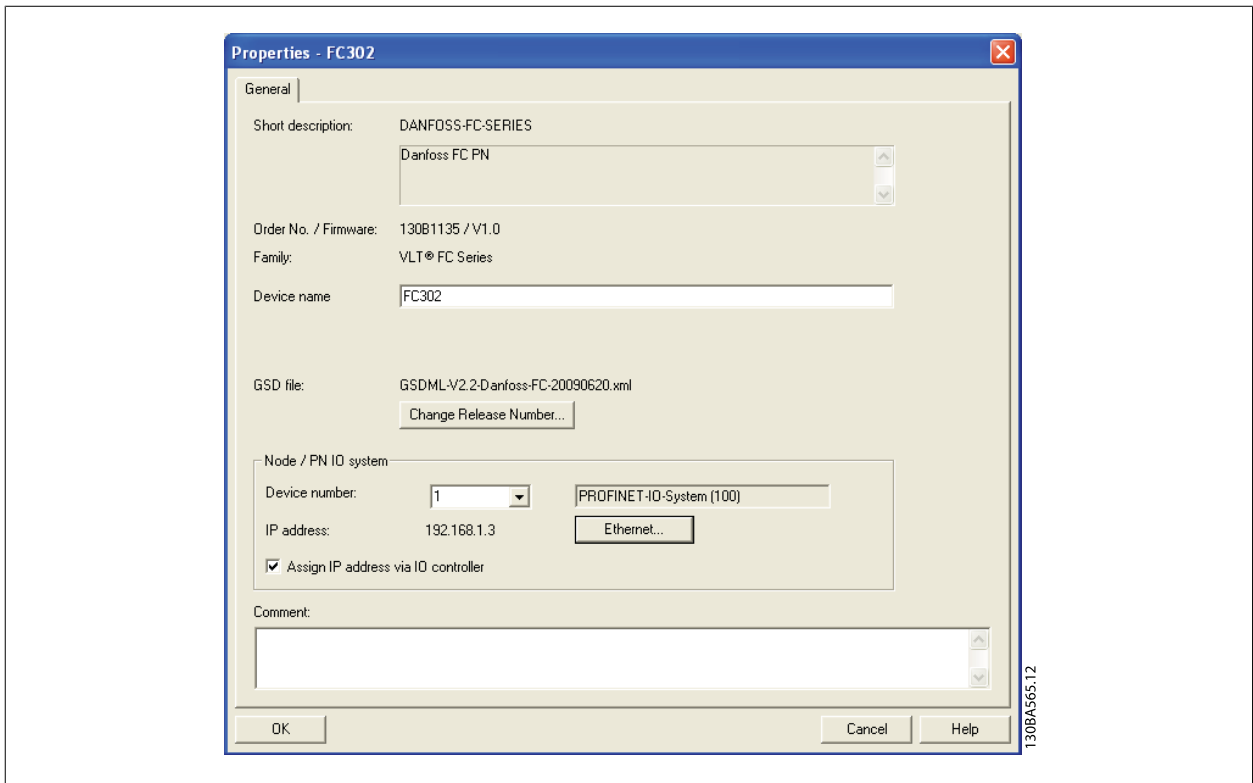 Properties - FC302
General
Short description: DANFOSS-FC-SERIES
Danfoss FC PN
Order No. / Firmware: 130B1135 / V1.0
Family: VLT® FC Series
Device name FC302
GSD file: GSDML-V2.2-Danfoss-FC-20090620.xml
Change Release Number...
Node / PN IO system
Device number: 1 PROFINET-IO-System (100)
IP address: 192.168.1.3 Ethernet...
Assign IP address via IO controller
Comment:
OK Cancel Help
130BA565.12